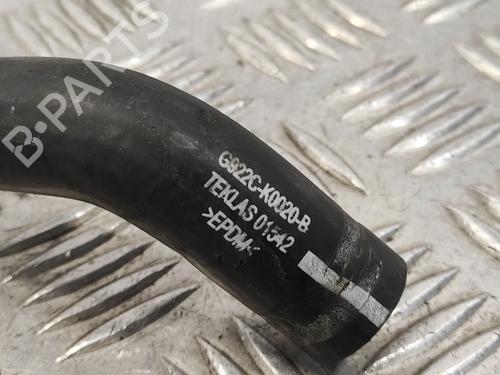 B-PARTS
G922C-K0020-B
TEKLAS 01542
>EPDM<